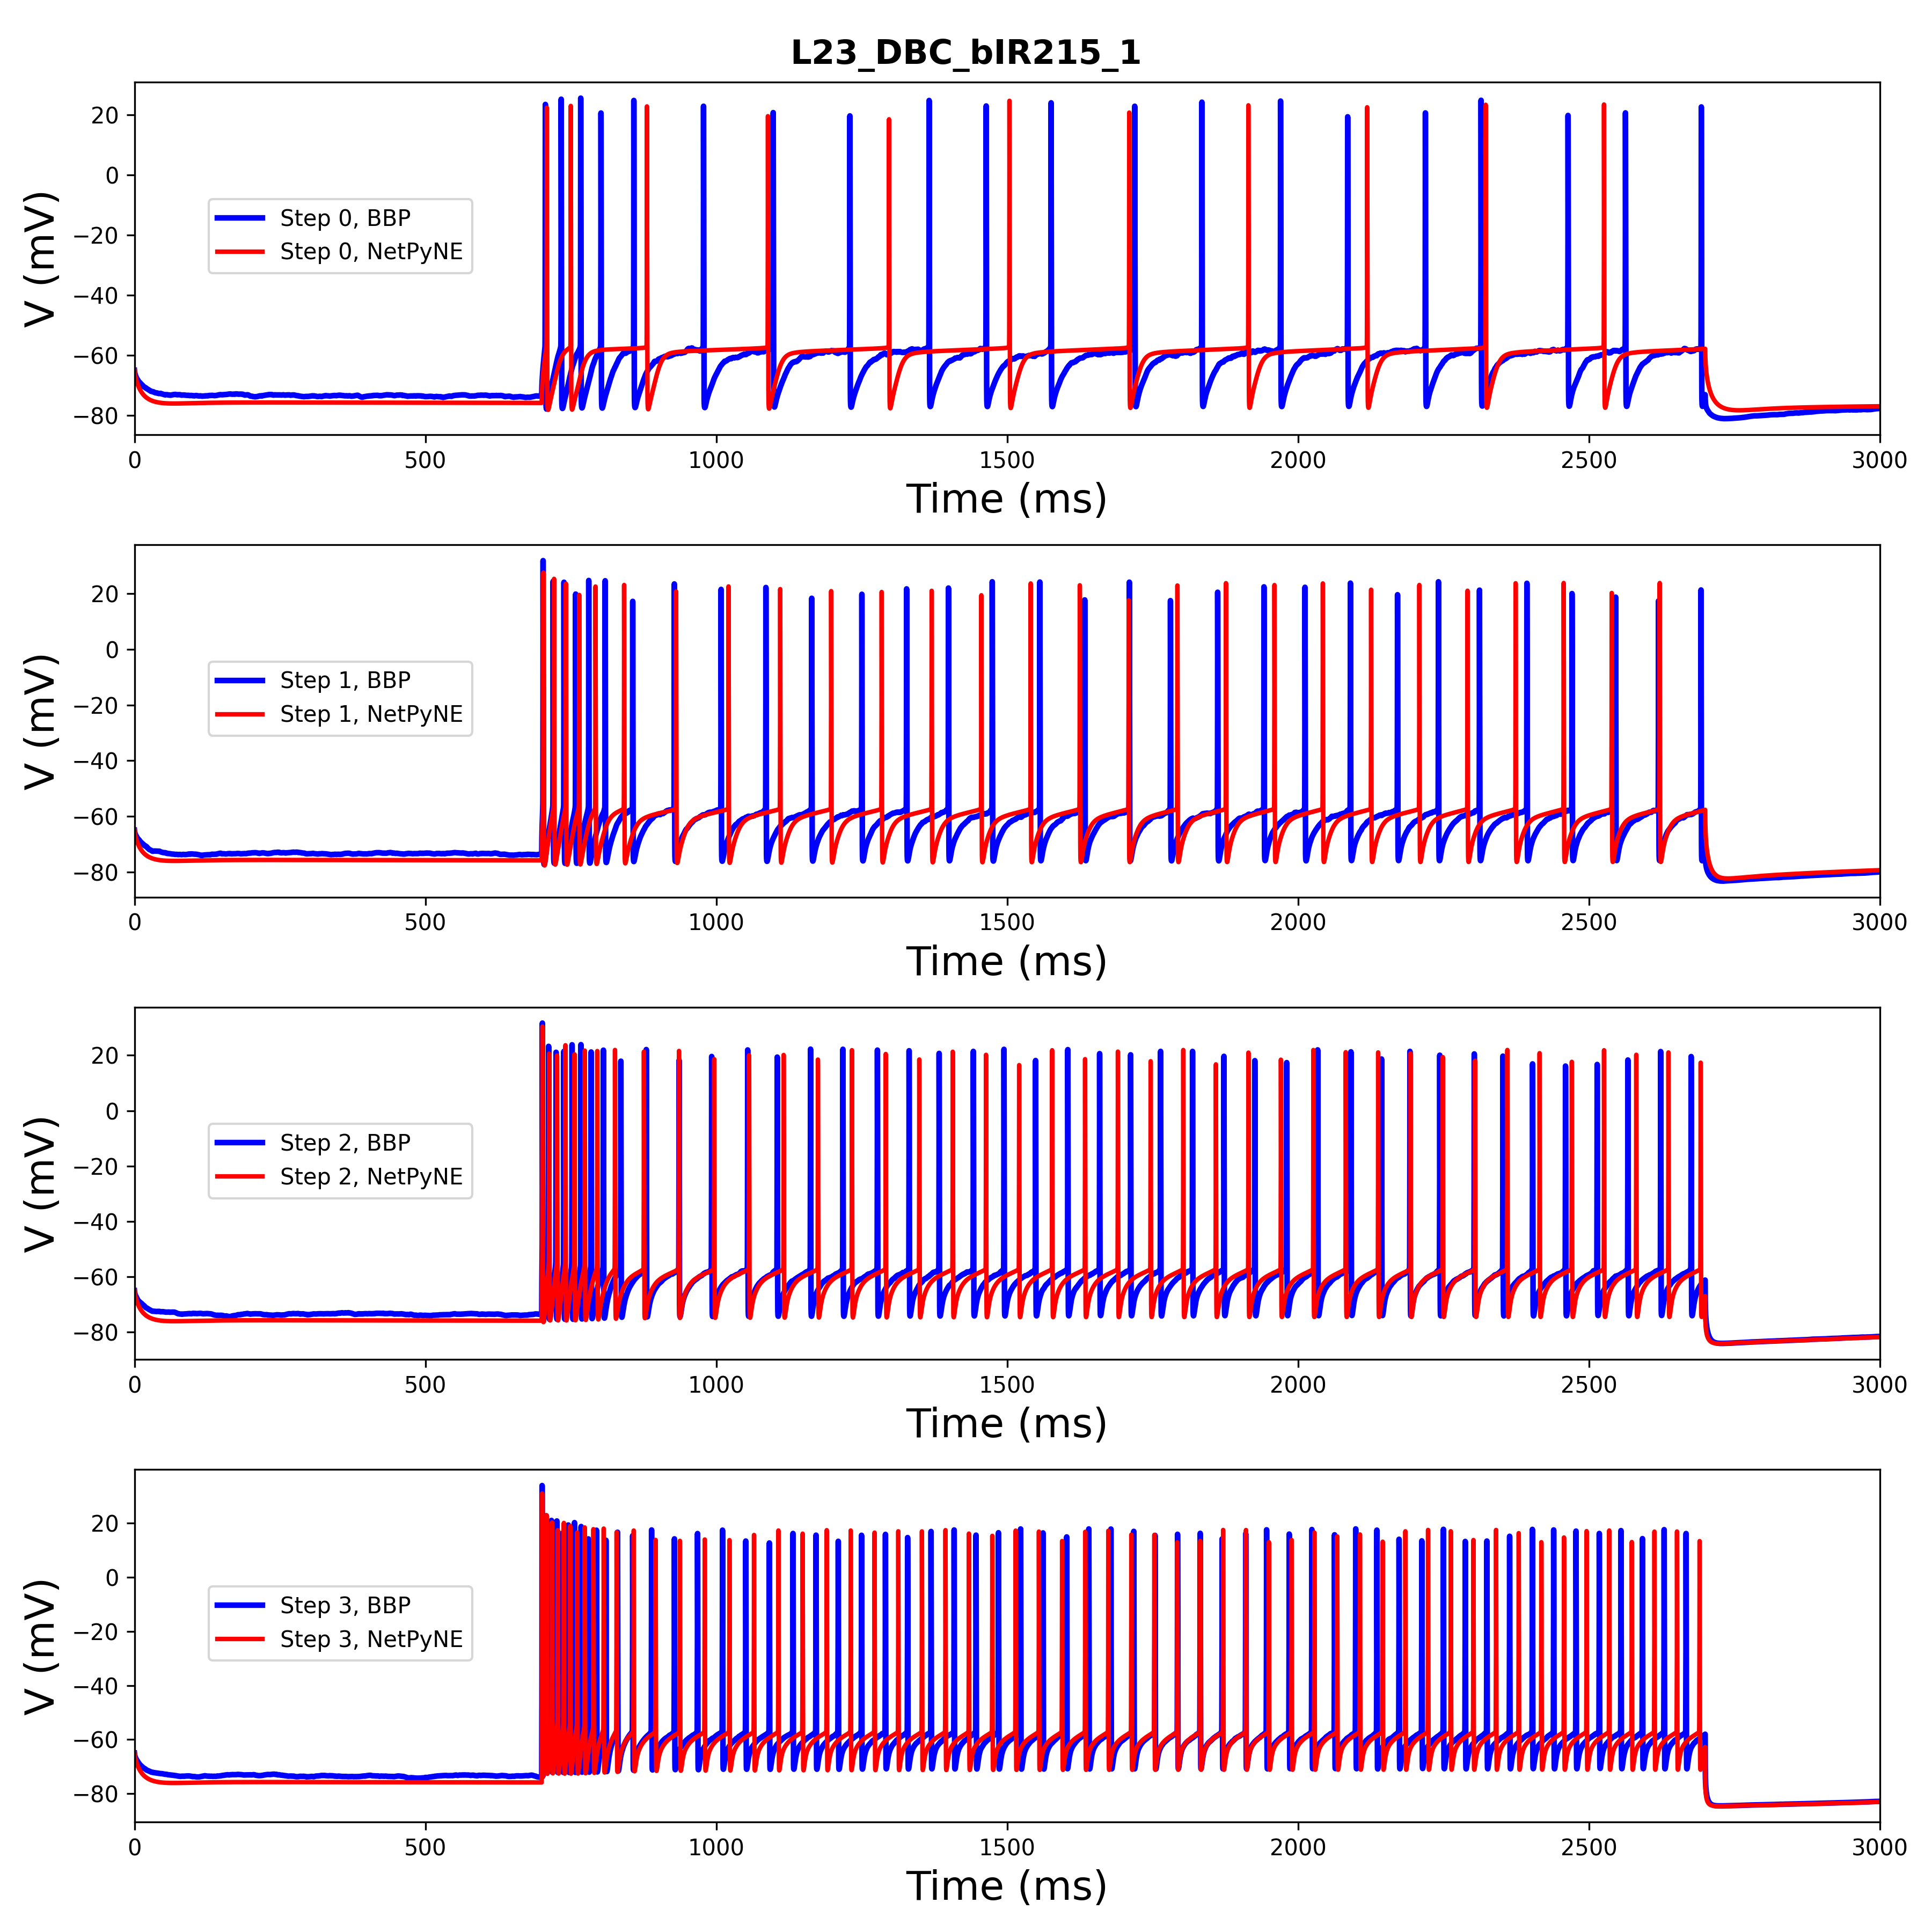 L23_DBC_bIR215_1
20
0
−20
−40
−60
−80
V (mV)
Step 0, BBP
Step 0, NetPyNE
0 500 1000 1500 2000 2500 3000
Time (ms)
20
0
−20
−40
−60
−80
V (mV)
Step 1, BBP
Step 1, NetPyNE
0 500 1000 1500 2000 2500 3000
Time (ms)
20
0
−20
−40
−60
−80
V (mV)
Step 2, BBP
Step 2, NetPyNE
0 500 1000 1500 2000 2500 3000
Time (ms)
20
0
−20
−40
−60
−80
V (mV)
Step 3, BBP
Step 3, NetPyNE
0 500 1000 1500 2000 2500 3000
Time (ms)